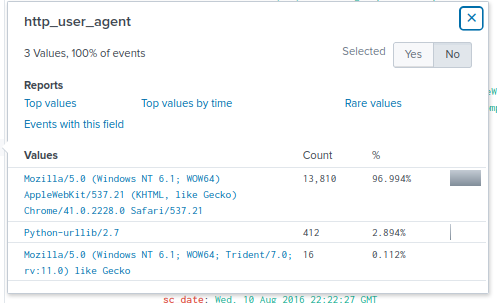 http_user_agent
3 Values, 100% of events
Selected
Yes
No
Reports
Top values
Top values by time
Rare values
Events with this field
Values Count %
Mozilla/5.0 (Windows NT 6.1; WOW64) 13,810 96.994%
AppleWebKit/537.21 (KHTML, like Gecko)
Chrome/41.0.2228.0 Safari/537.21
Python-urllib/2.7 412 2.894%
Mozilla/5.0 (Windows NT 6.1; WOW64; Trident/7.0; 16 0.112%
rv:11.0) like Gecko
sc_date: Wed, 10 Aug 2016 22:22:27 GMT